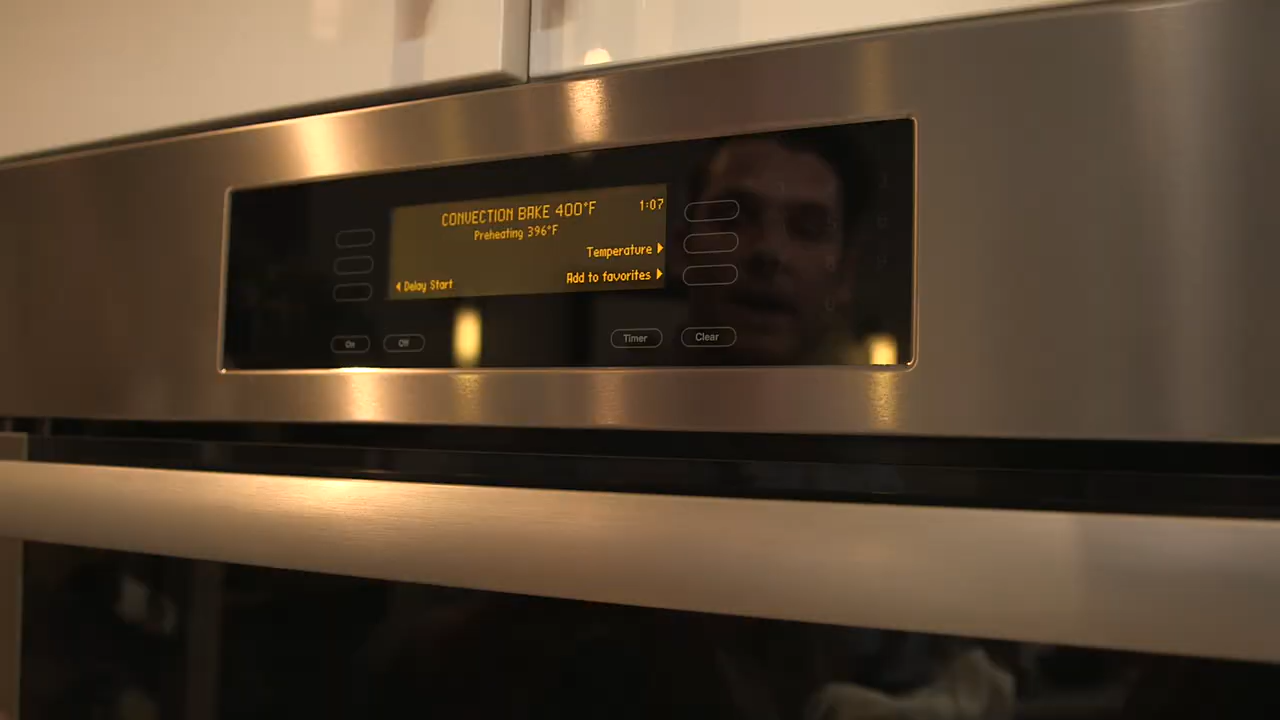 CONVECTION BAKE 400°F
1:07
Preheating 396°F
Temperature
Add to favorites
Delay Start
On
Off
Timer
Clear